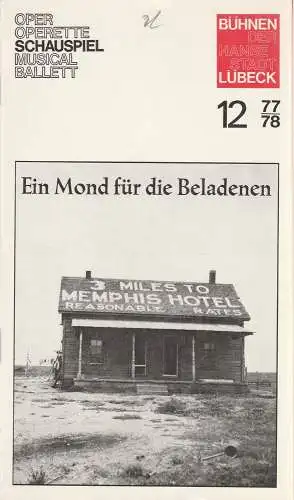 OPER
OPERETTE
SCHAUSPIEL
MUSICAL
BALLETT
BÜHNEN
DER
HANSE
STADT
LÜBECK
12 77/78
Ein Mond für die Beladenen
3 MILES TO
MEMPHIS HOTEL
REASONABLE RATES